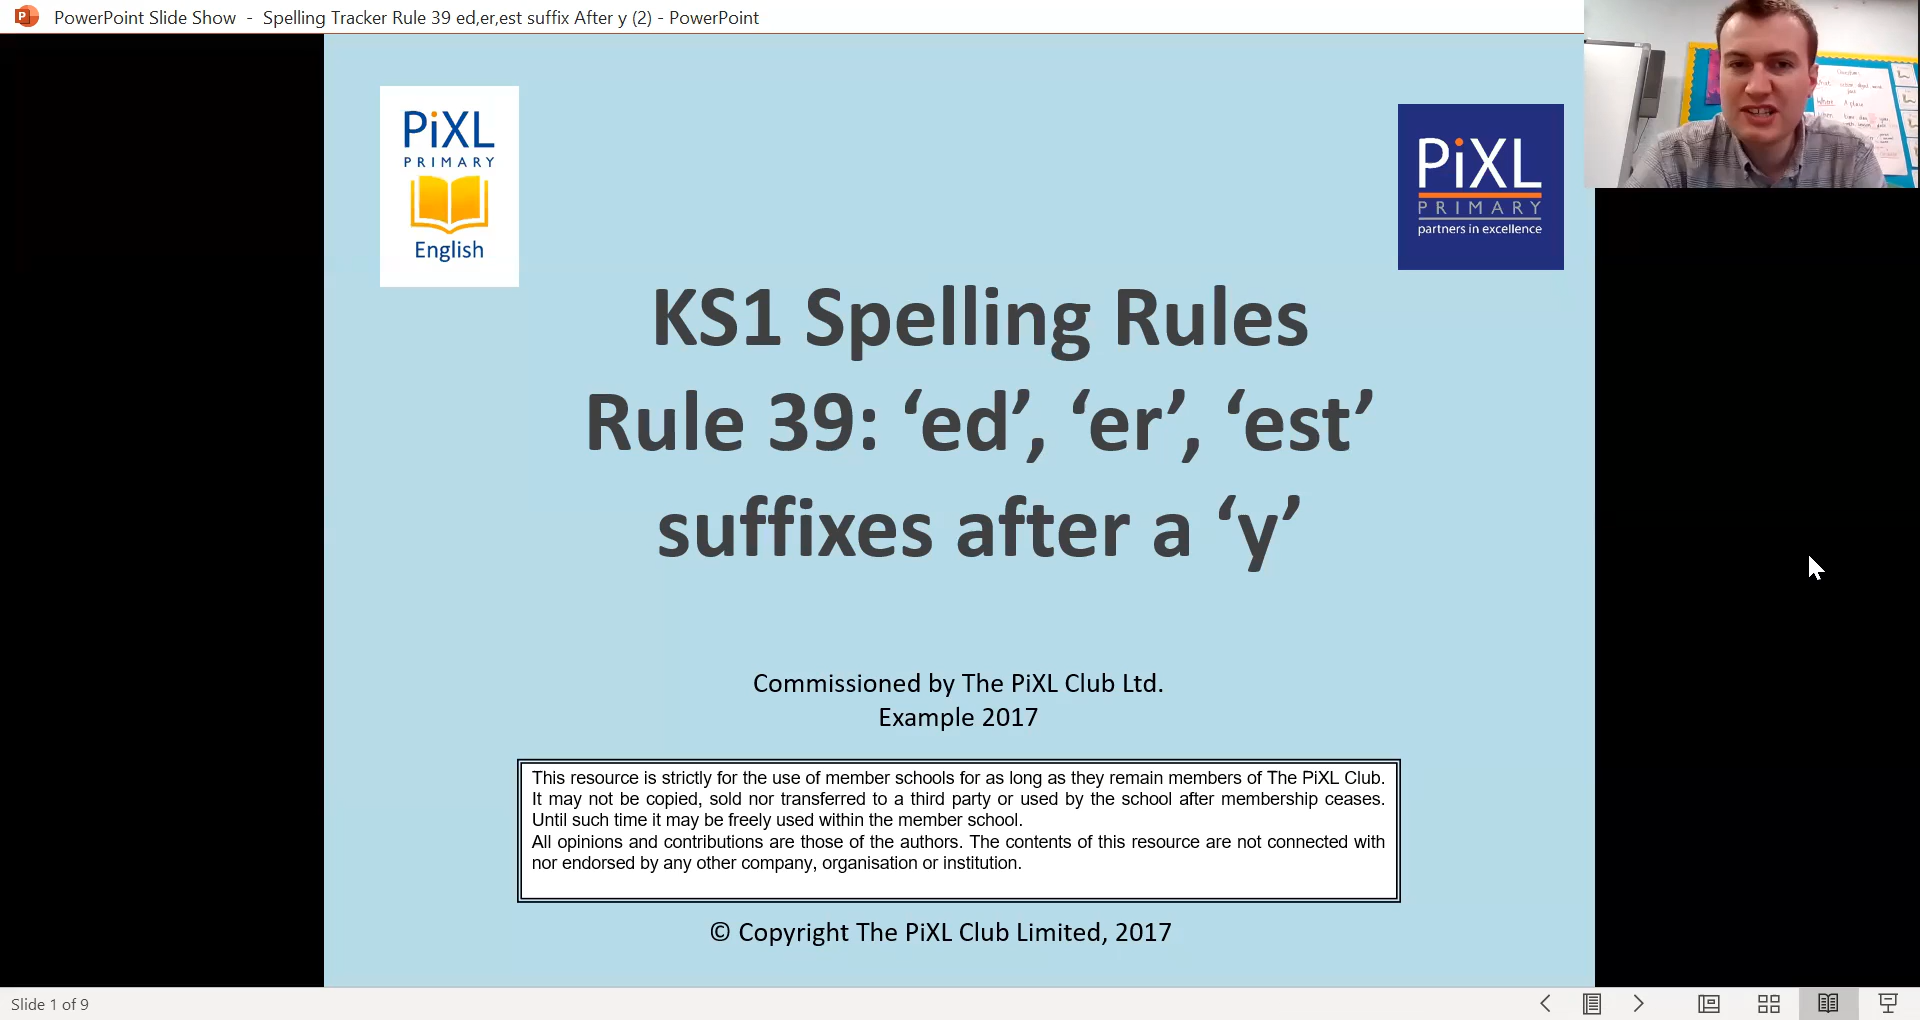 PowerPoint Slide Show - Spelling Tracker Rule 39 ed,er,est suffix After y (2) - PowerPoint
PiXL
PRIMARY
English
PiXL
PRIMARY
partners in excellence
KS1 Spelling Rules
Rule 39: ‘ed’, ‘er’, ‘est’
suffixes after a ‘y’
Commissioned by The PiXL Club Ltd.
Example 2017
This resource is strictly for the use of member schools for as long as they remain members of The PiXL Club.
It may not be copied, sold nor transferred to a third party or used by the school after membership ceases.
Until such time it may be freely used within the member school.
All opinions and contributions are those of the authors. The contents of this resource are not connected with
nor endorsed by any other company, organisation or institution.
© Copyright The PiXL Club Limited, 2017
Slide 1 of 9